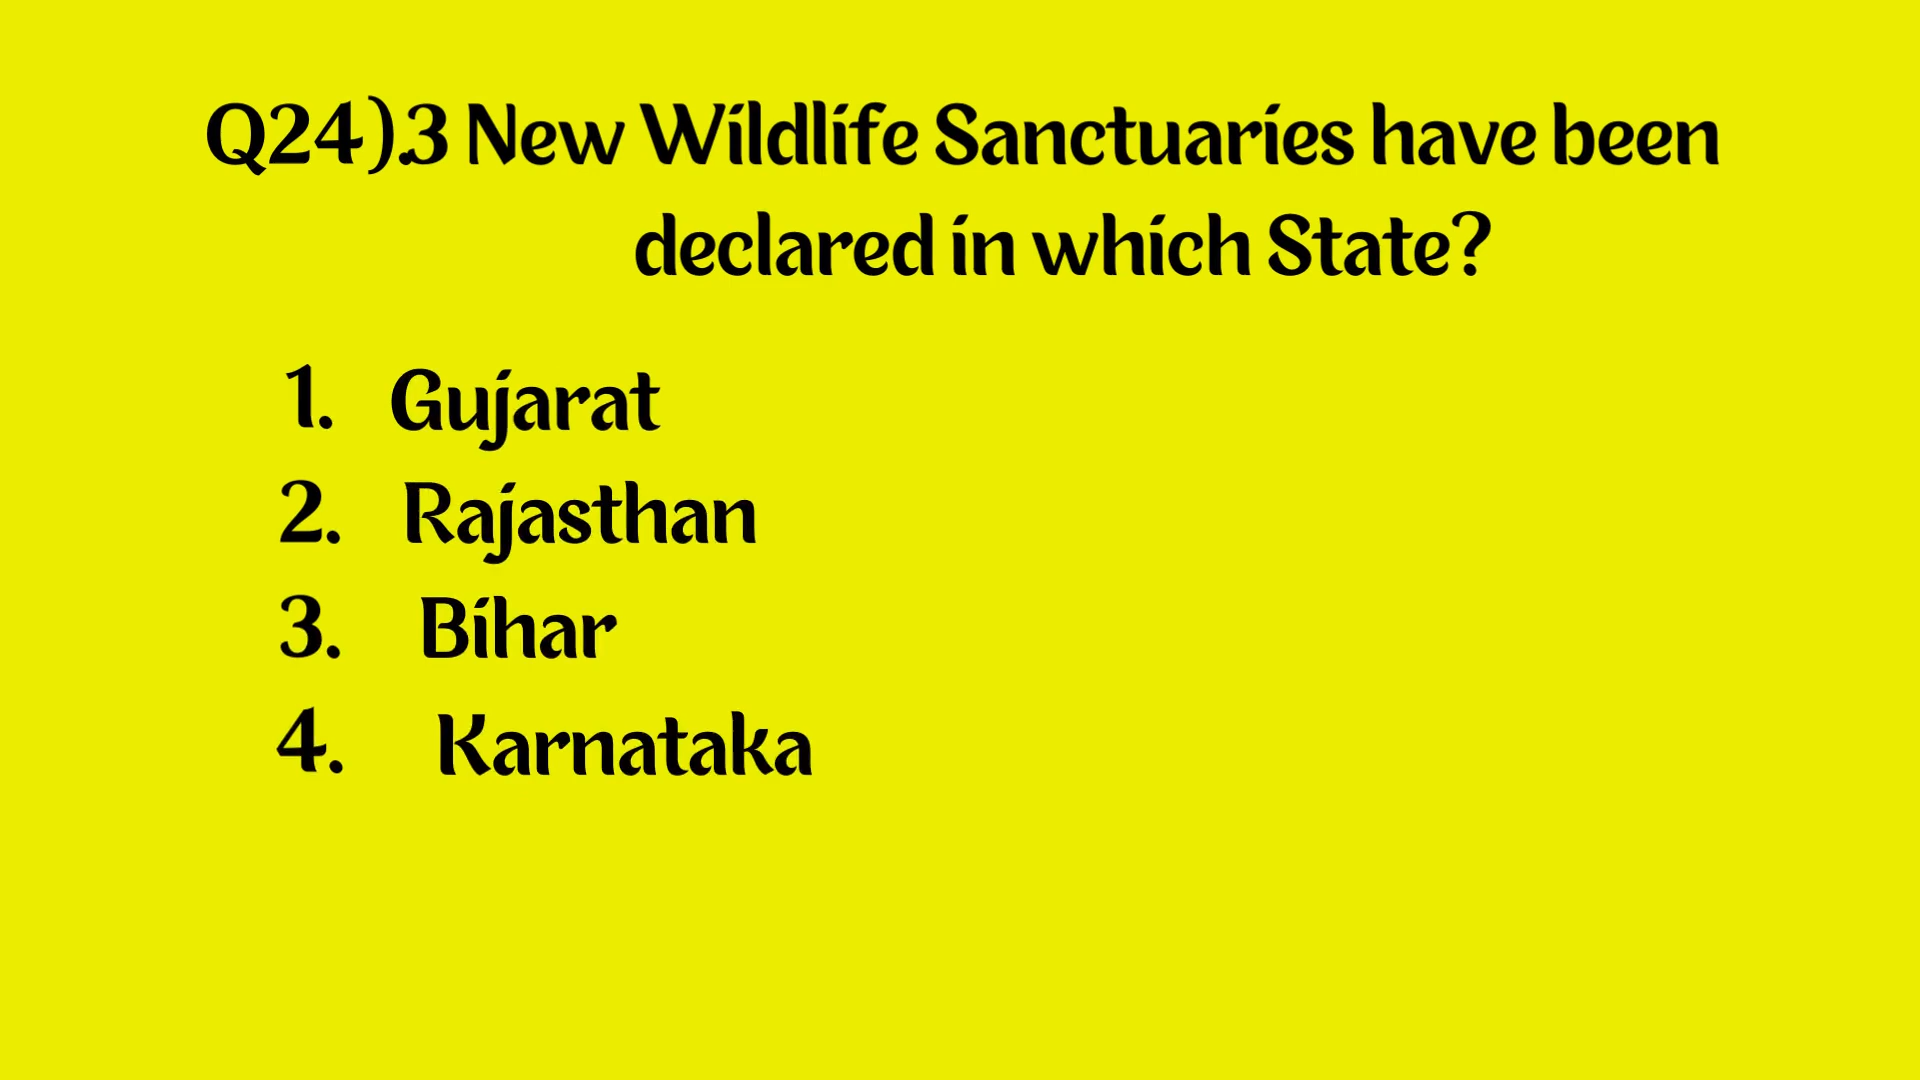 Q24).3 New Wildlife Sanctuaries have been
declared in which State?
1. Gujarat
2. Rajasthan
3. Bihar
4. Karnataka